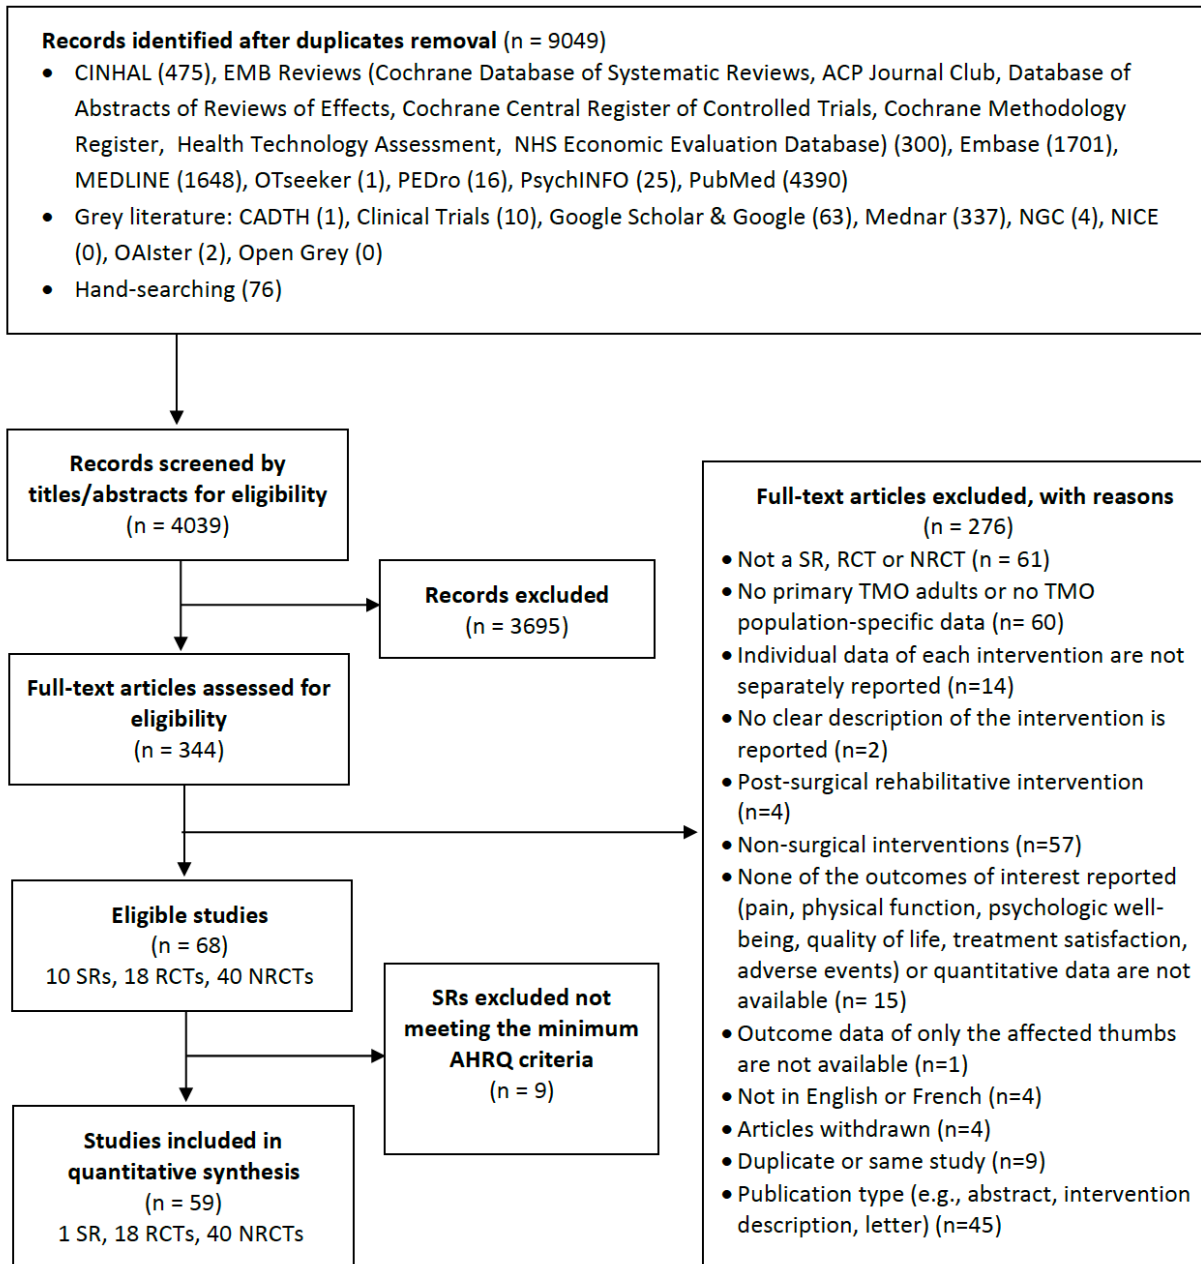 Records identified after duplicates removal (n = 9049)
• CINHAL (475), EMB Reviews (Cochrane Database of Systematic Reviews, ACP Journal Club, Database of
Abstracts of Reviews of Effects, Cochrane Central Register of Controlled Trials, Cochrane Methodology
Register, Health Technology Assessment, NHS Economic Evaluation Database) (300), Embase (1701),
MEDLINE (1648), OTseeker (1), PEDro (16), PsychINFO (25), PubMed (4390)
• Grey literature: CADTH (1), Clinical Trials (10), Google Scholar & Google (63), Mednar (337), NGC (4), NICE
(0), OAIster (2), Open Grey (0)
• Hand-searching (76)
Records screened by
titles/abstracts for eligibility
(n = 4039)
Records excluded
(n = 3695)
Full-text articles assessed for
eligibility
(n = 344)
Full-text articles excluded, with reasons
(n = 276)
• Not a SR, RCT or NRCT (n = 61)
• No primary TMO adults or no TMO
population-specific data (n= 60)
• Individual data of each intervention are not
separately reported (n=14)
• No clear description of the intervention is
reported (n=2)
• Post-surgical rehabilitative intervention
(n=4)
• Non-surgical interventions (n=57)
• None of the outcomes of interest reported
(pain, physical function, psychologic well-
being, quality of life, treatment satisfaction,
adverse events) or quantitative data are not
available (n= 15)
• Outcome data of only the affected thumbs
are not available (n=1)
• Not in English or French (n=4)
• Articles withdrawn (n=4)
• Duplicate or same study (n=9)
• Publication type (e.g., abstract, intervention
description, letter) (n=45)
Eligible studies
(n = 68)
10 SRs, 18 RCTs, 40 NRCTs
SRs excluded not
meeting the minimum
AHRQ criteria
(n = 9)
Studies included in
quantitative synthesis
(n = 59)
1 SR, 18 RCTs, 40 NRCTs